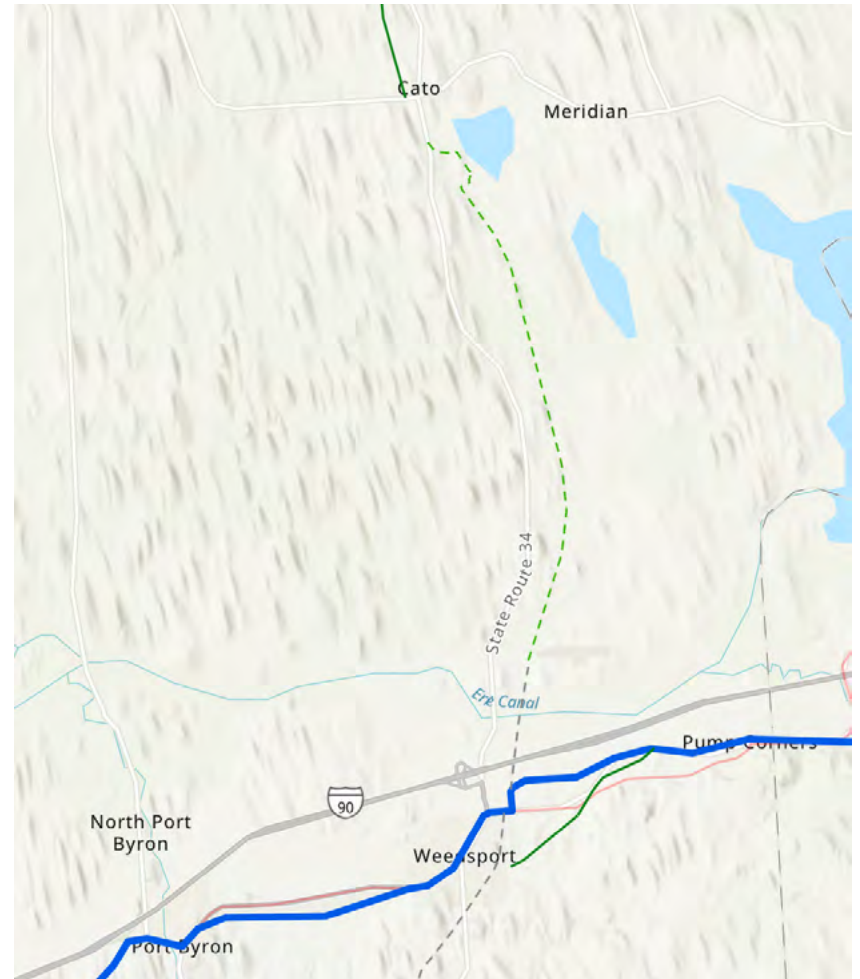 Cato
Meridian
State Route 34
Erie Canal
Pump Corners
90
North Port
Byron
Weedsport
Port Byron